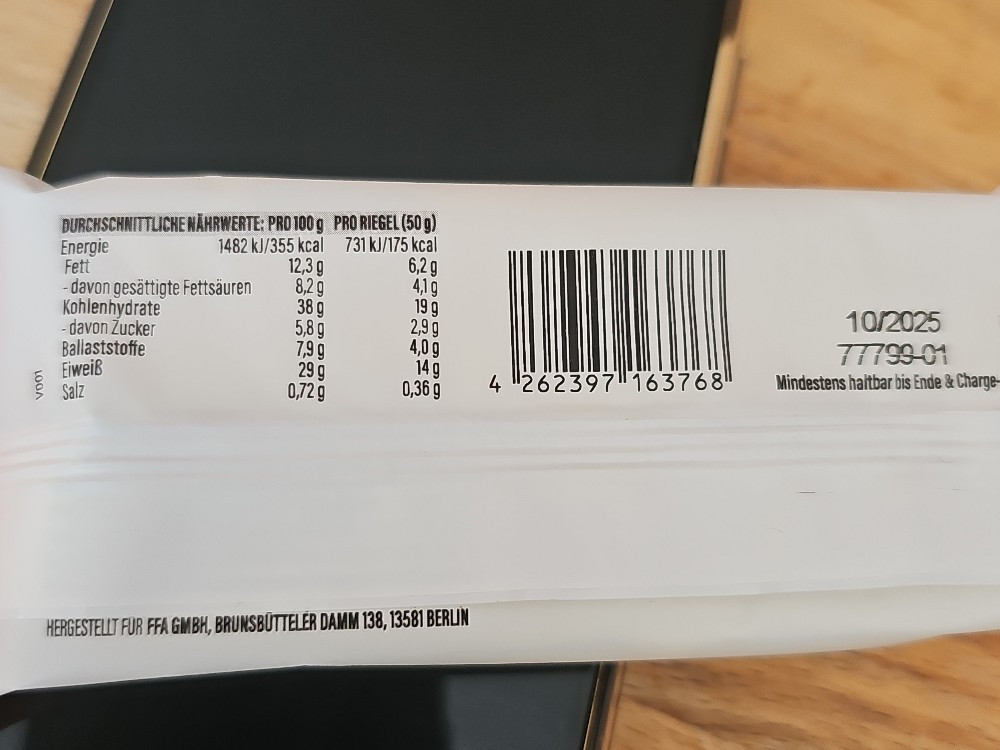 DURCHSCHNITTLICHE NÄHRWERTE: PRO 100 g PRO RIEGEL (50 g)
Energie 1482 kJ/355 kcal 731 kJ/175 kcal
Fett 12,3 g 6,2 g
- davon gesättigte Fettsäuren 8,2 g 4,1 g
Kohlenhydrate 38 g 19 g
- davon Zucker 5,8 g 2,9 g
Ballaststoffe 7,9 g 4,0 g
Eiweiß 29 g 14 g
Salz 0,72 g 0,36 g
V001
4 262397 163768
10/2025
77799-01
Mindestens haltbar bis Ende & Charge-
HERGESTELLT FÜR FFA GMBH, BRUNSBÜTTELER DAMM 138, 13581 BERLIN